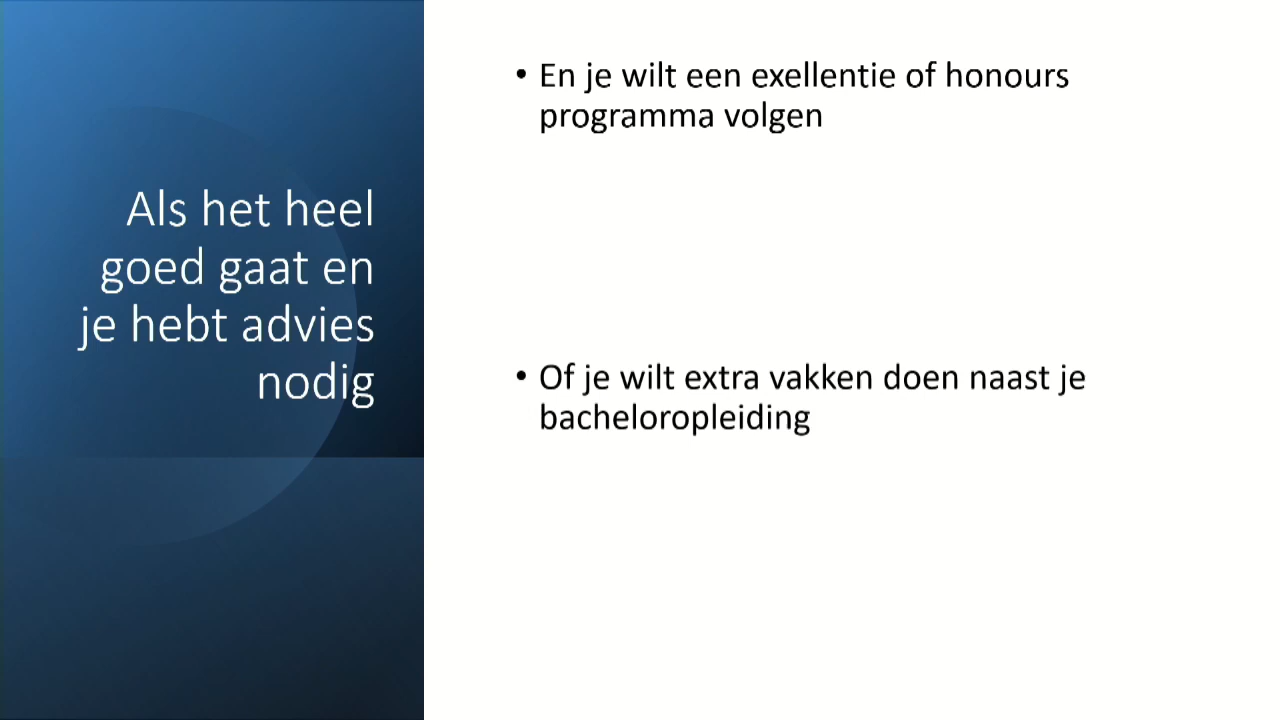 Als het heel
goed gaat en
je hebt advies
nodig
• En je wilt een exellentie of honours
programma volgen
• Of je wilt extra vakken doen naast je
bacheloropleiding